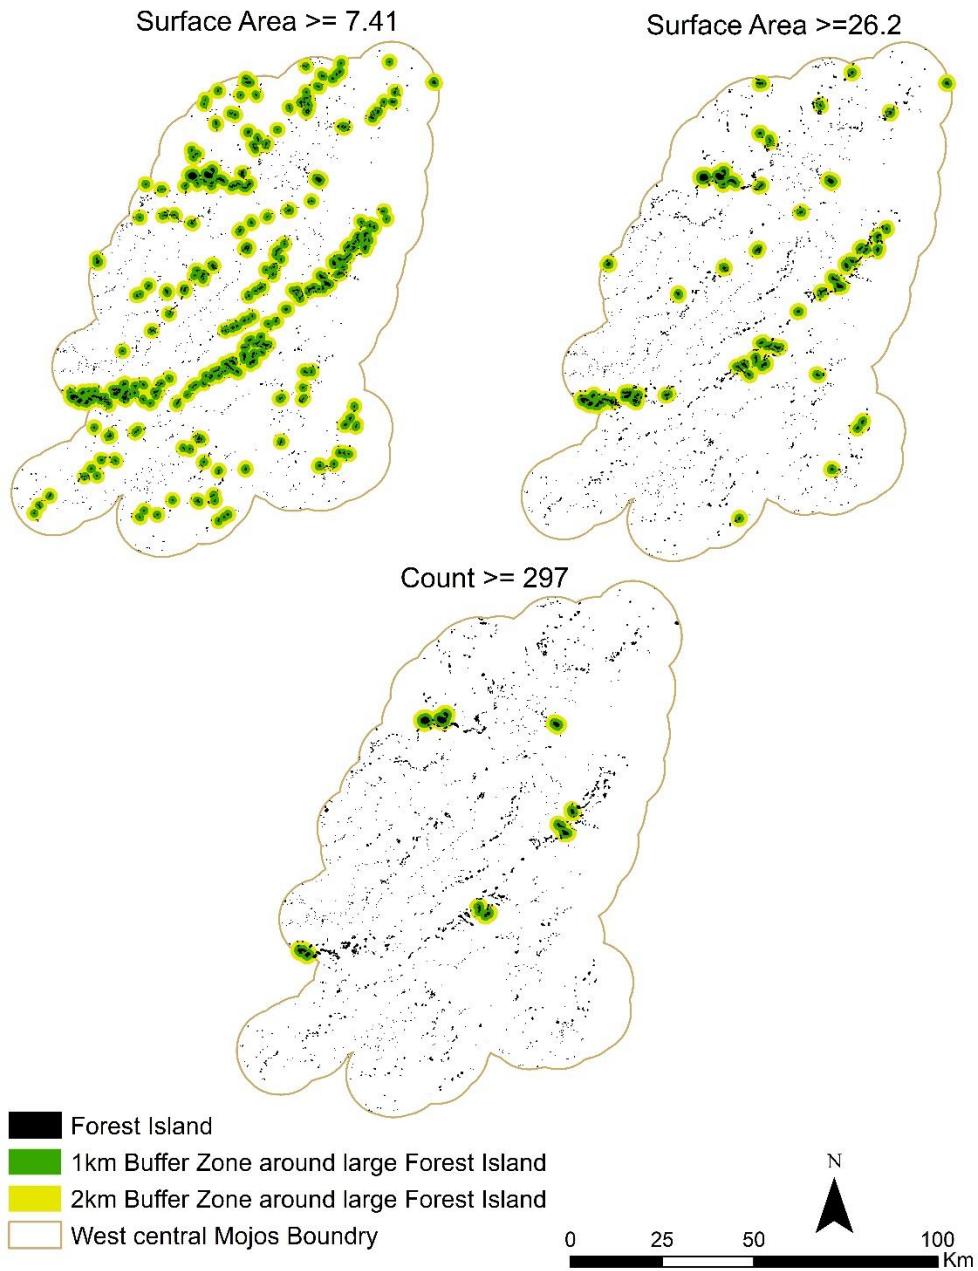 Surface Area >= 7.41
Surface Area >=26.2
Count >= 297
Forest Island
1km Buffer Zone around large Forest Island
2km Buffer Zone around large Forest Island
West central Mojos Boundry
N
0 25 50 100
Km